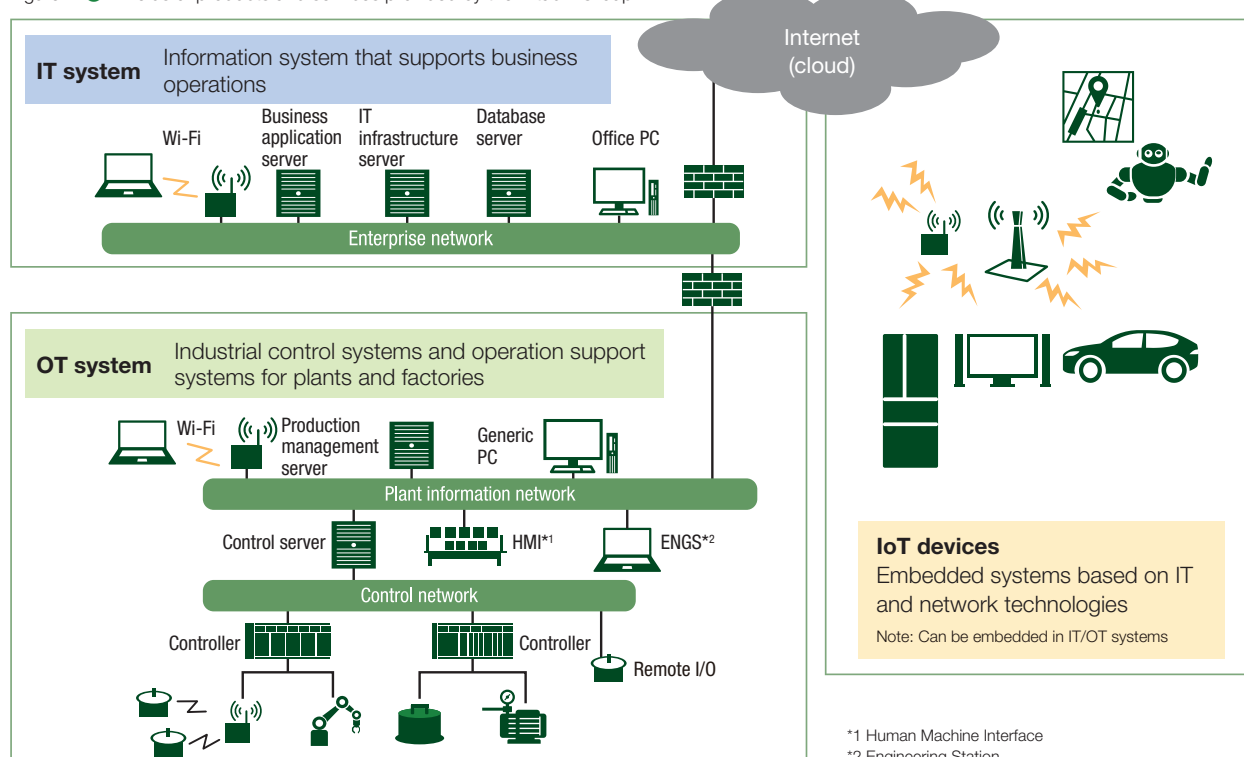 Internet
(cloud)
IT system
Information system that supports business
operations
Wi-Fi
Business
application
server
IT
infrastructure
server
Database
server
Office PC
Enterprise network
OT system
Industrial control systems and operation support
systems for plants and factories
Wi-Fi
Production
management
server
Generic
PC
Plant information network
Control server
HMI*1
ENGS*2
Control network
Controller
Controller
Remote I/O
IoT devices
Embedded systems based on IT
and network technologies
Note: Can be embedded in IT/OT systems
*1 Human Machine Interface
*2 Engineering Station